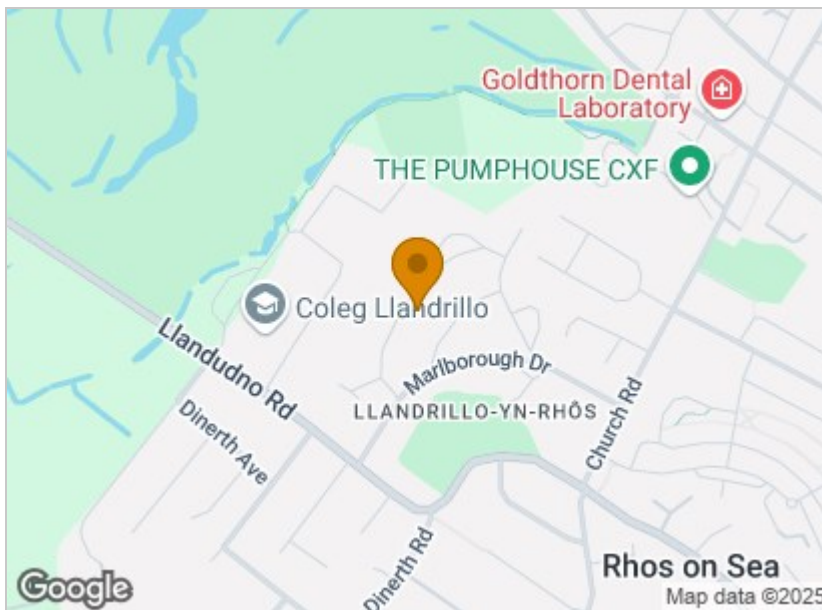 Goldthorn Dental
Laboratory
THE PUMPHOUSE CXF
Coleg Llandrillo
Llandudno Rd
Marlborough Dr
LLANDRILLO-YN-RHÔS
Church Rd
Dinerth Ave
Dinerth Rd
Rhos on Sea
Google
Map data ©2025